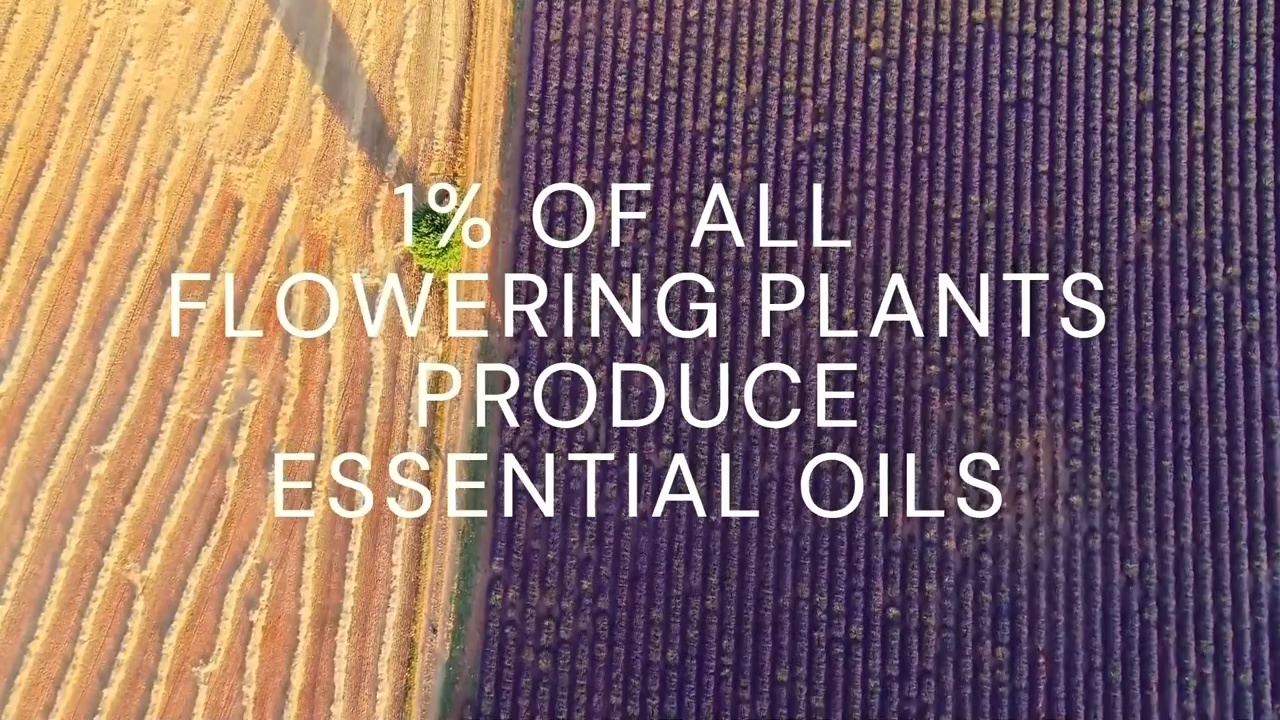 1% OF ALL
FLOWERING PLANTS
PRODUCE
ESSENTIAL OILS